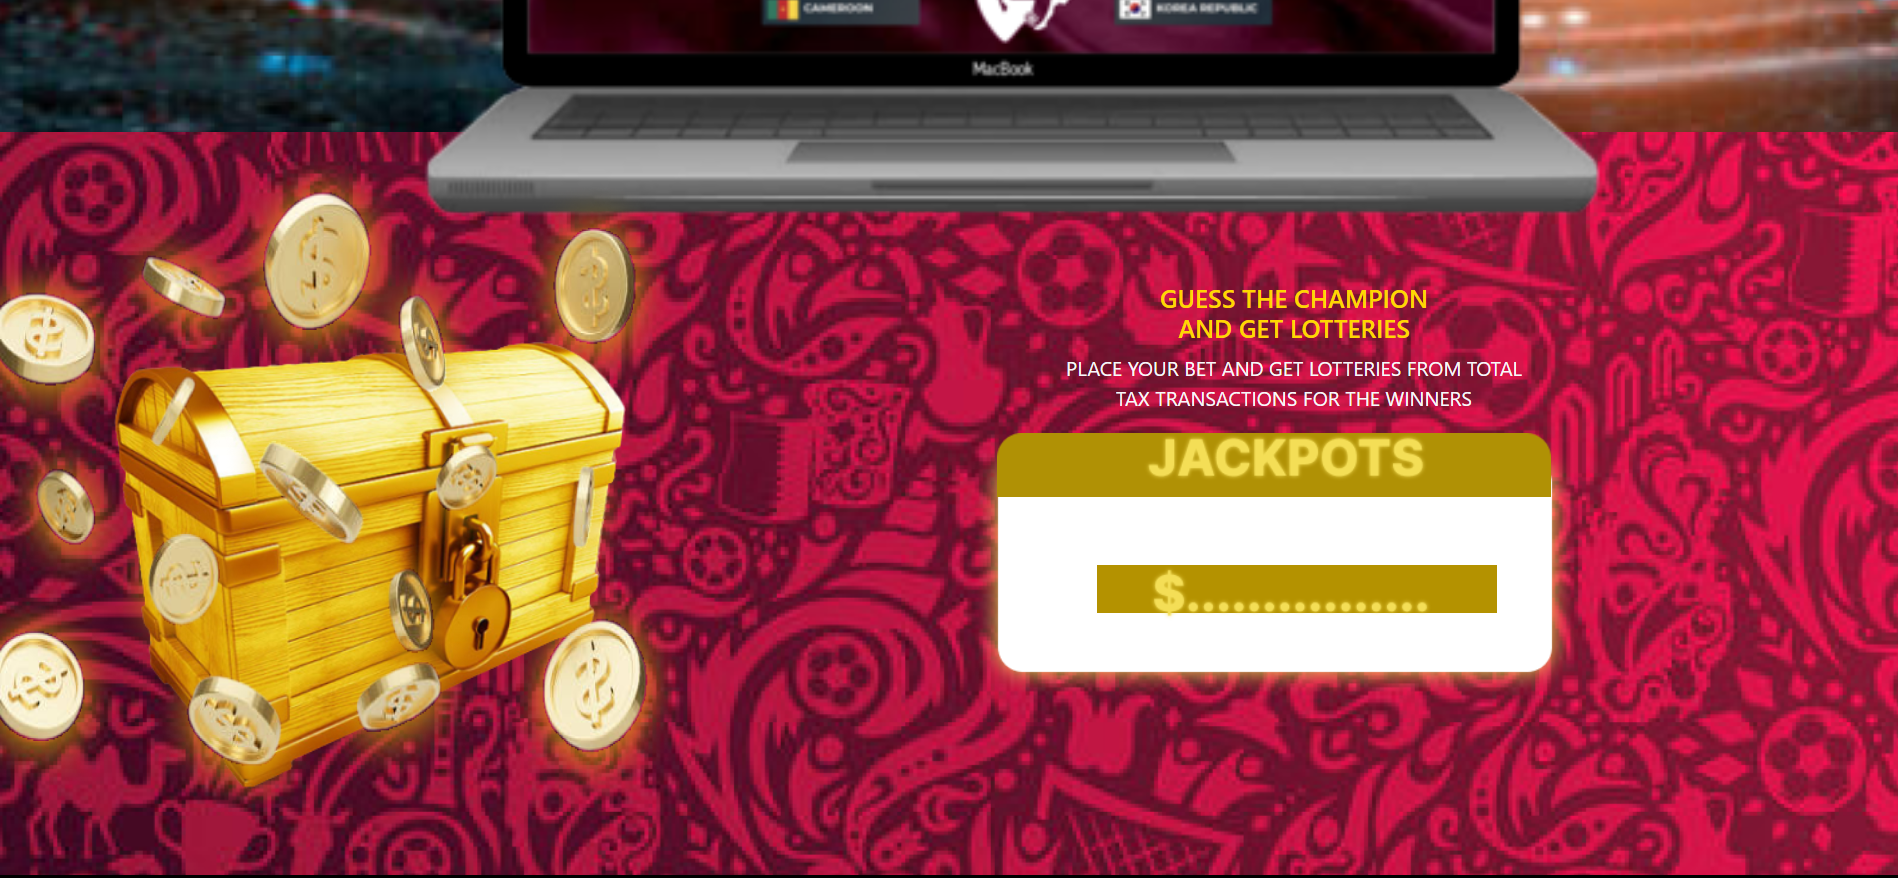 CAMEROON
KOREA REPUBLIC
MacBook
GUESS THE CHAMPION
AND GET LOTTERIES
PLACE YOUR BET AND GET LOTTERIES FROM TOTAL
TAX TRANSACTIONS FOR THE WINNERS
JACKPOTS
$................